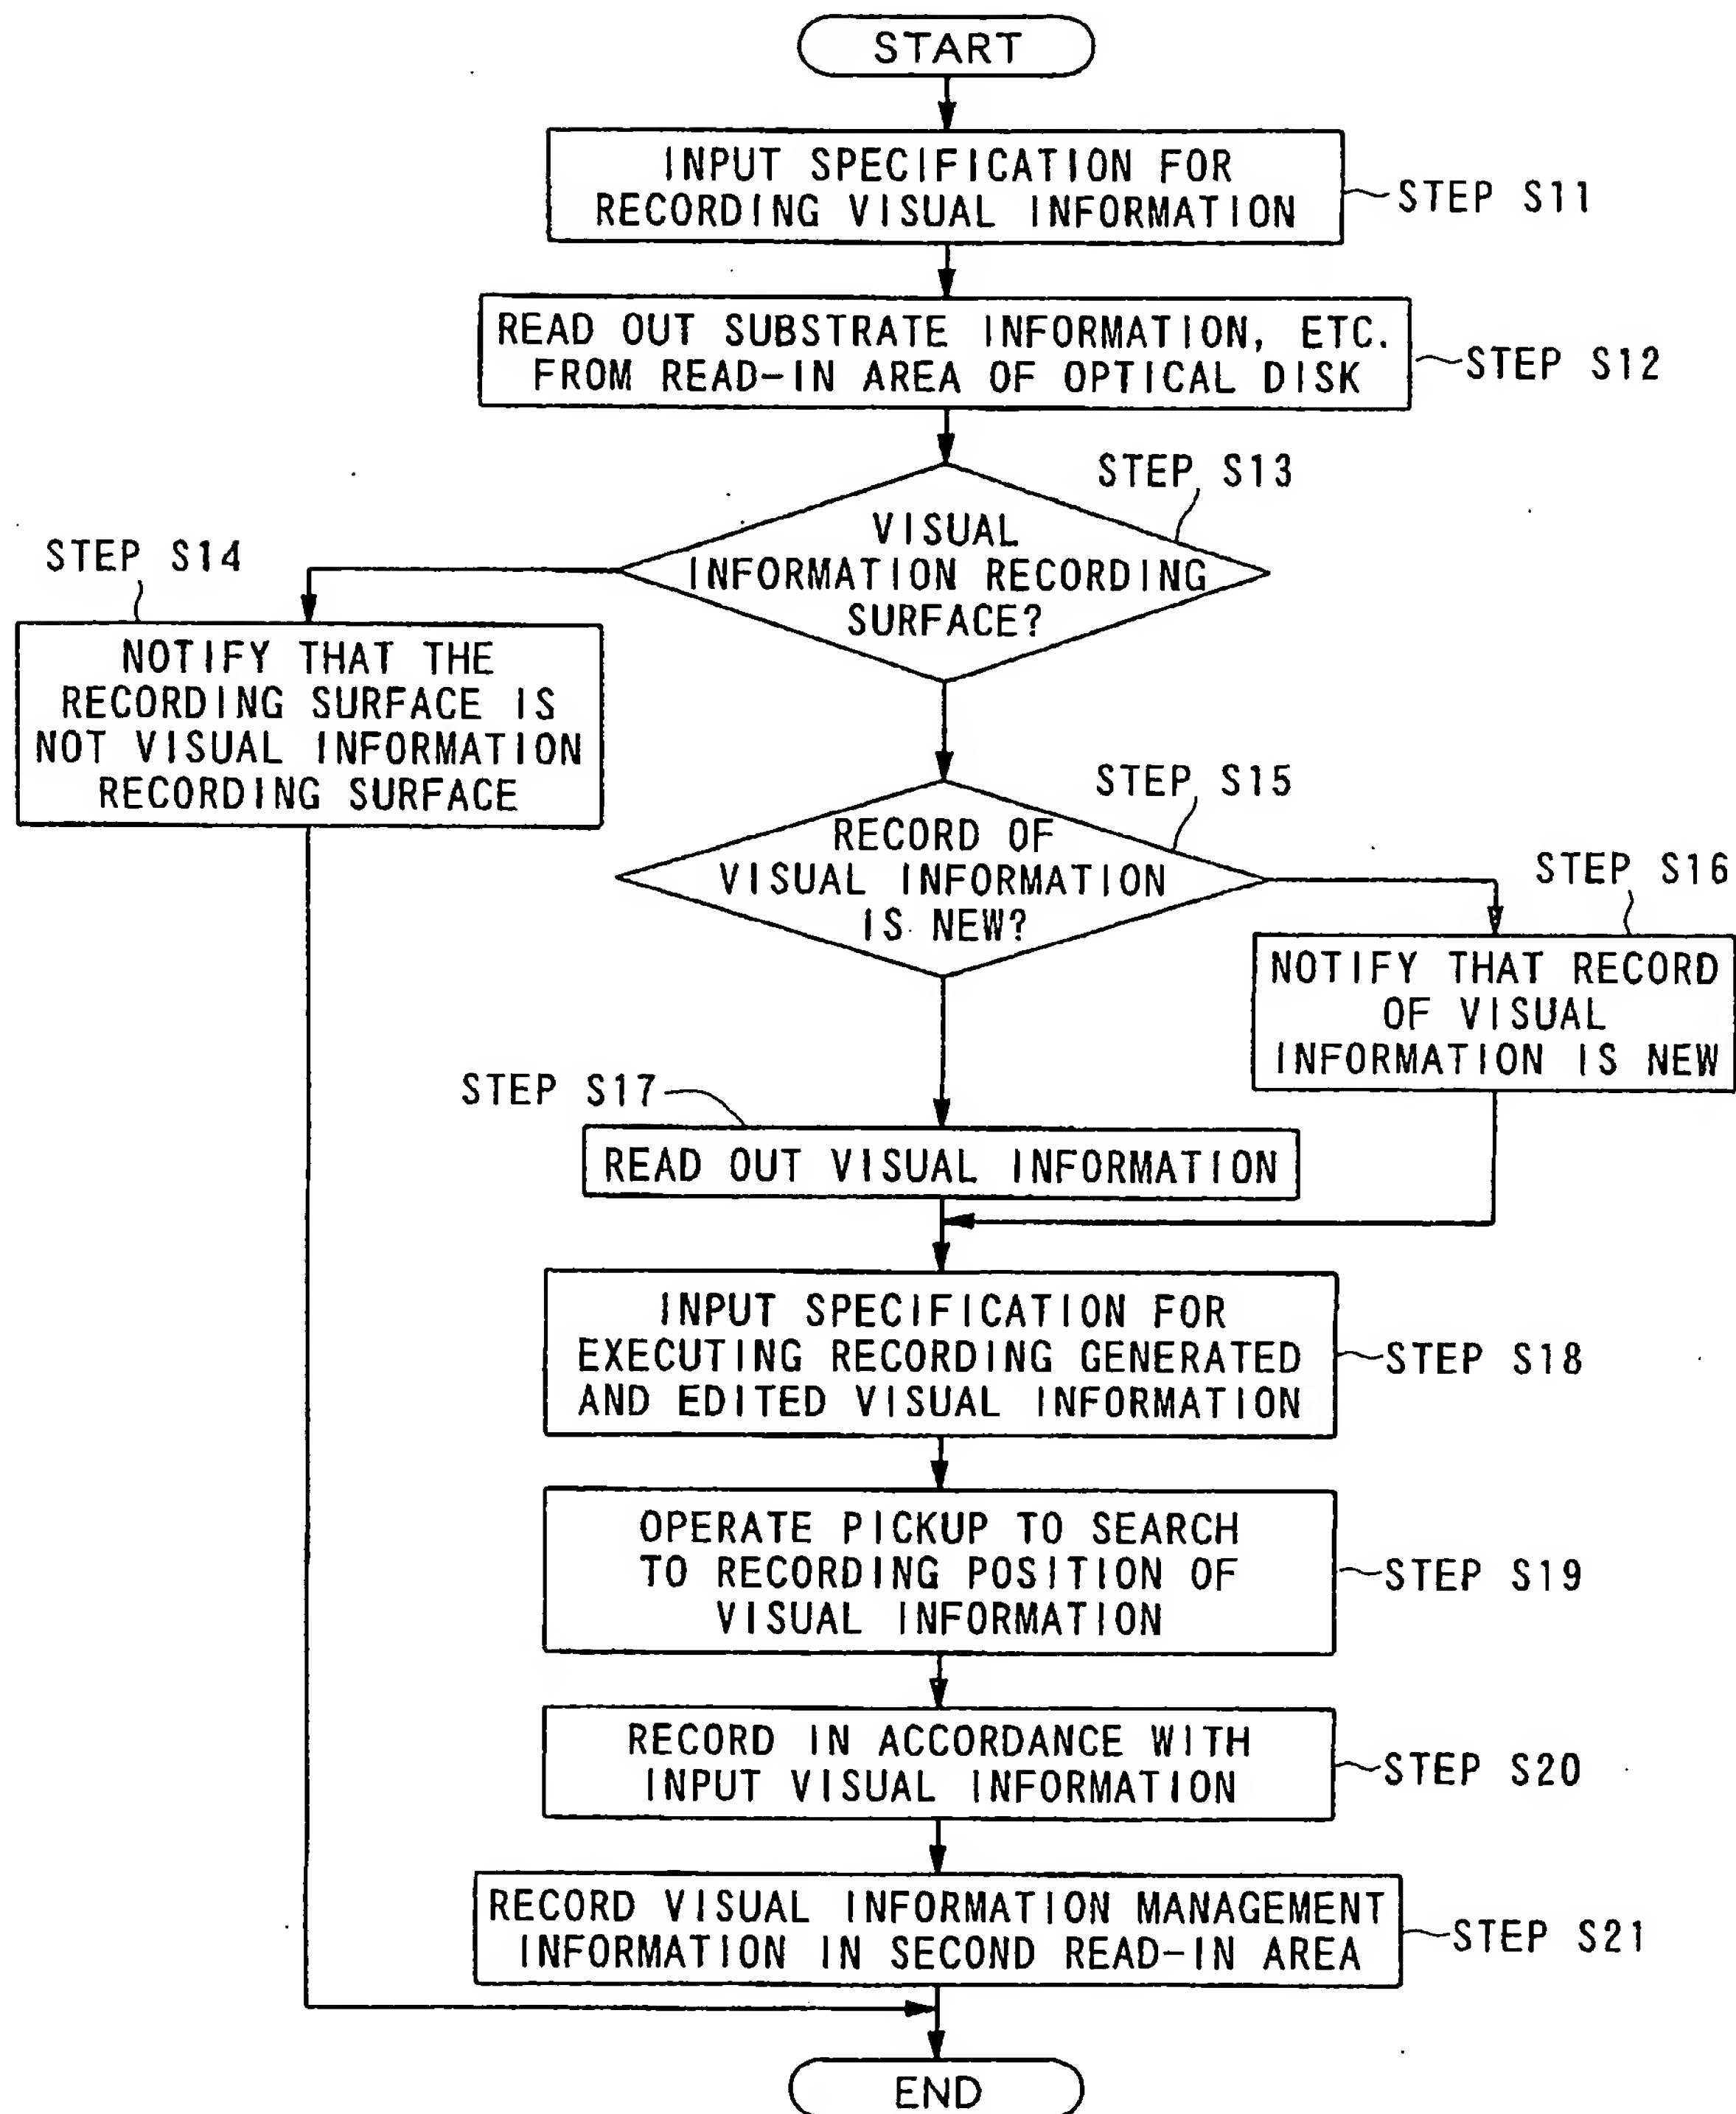 START
INPUT SPECIFICATION FOR
RECORDING VISUAL INFORMATION
STEP S11
READ OUT SUBSTRATE INFORMATION, ETC.
FROM READ-IN AREA OF OPTICAL DISK
STEP S12
STEP S13
VISUAL
INFORMATION RECORDING
SURFACE?
STEP S14
NOTIFY THAT THE
RECORDING SURFACE IS
NOT VISUAL INFORMATION
RECORDING SURFACE
STEP S15
RECORD OF
VISUAL INFORMATION
IS NEW?
STEP S16
NOTIFY THAT RECORD
OF VISUAL
INFORMATION IS NEW
STEP S17
READ OUT VISUAL INFORMATION
INPUT SPECIFICATION FOR
EXECUTING RECORDING GENERATED
AND EDITED VISUAL INFORMATION
STEP S18
OPERATE PICKUP TO SEARCH
TO RECORDING POSITION OF
VISUAL INFORMATION
STEP S19
RECORD IN ACCORDANCE WITH
INPUT VISUAL INFORMATION
STEP S20
RECORD VISUAL INFORMATION MANAGEMENT
INFORMATION IN SECOND READ-IN AREA
STEP S21
END